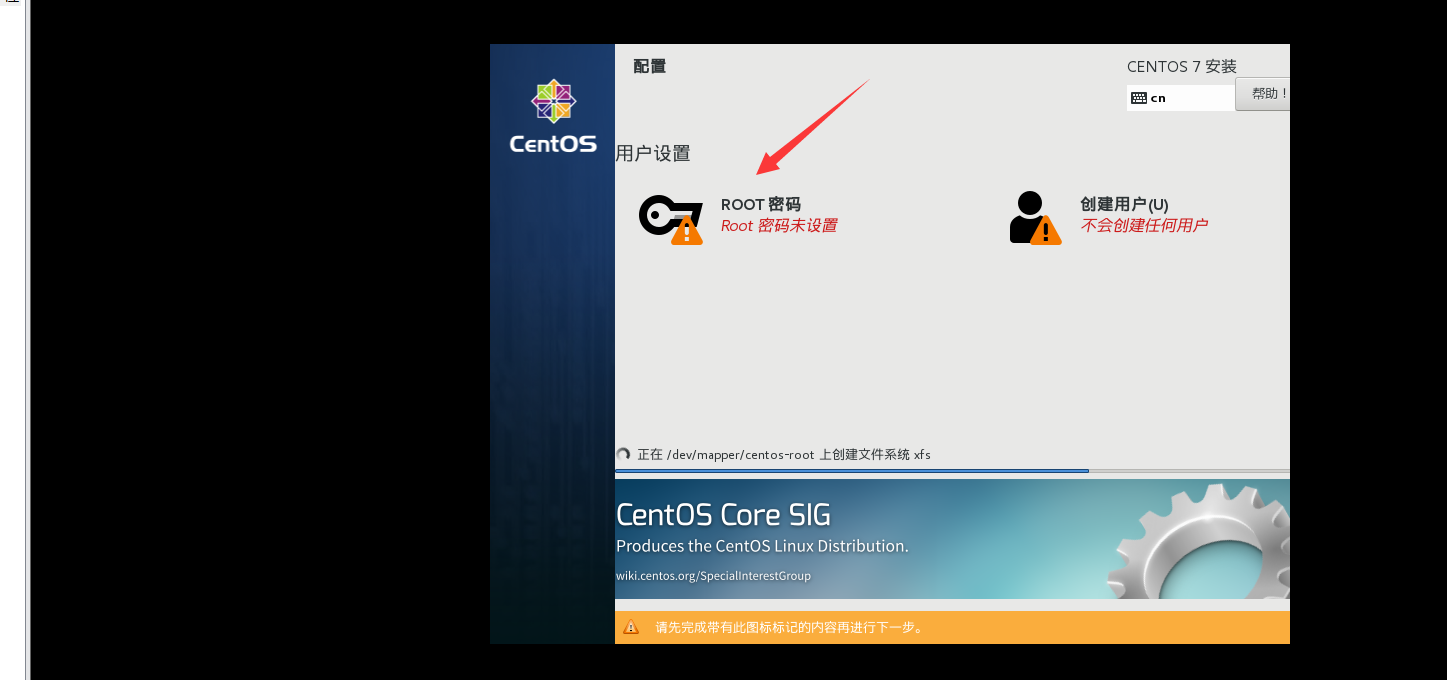 配置
CENTOS 7 安装
cn
帮助！
CentOS
用户设置
ROOT 密码
Root 密码未设置
创建用户(U)
不会创建任何用户
正在 /dev/mapper/centos-root 上创建文件系统 xfs
CentOS Core SIG
Produces the CentOS Linux Distribution.
wiki.centos.org/SpecialInterestGroup
请先完成带有此图标标记的内容再进行下一步。